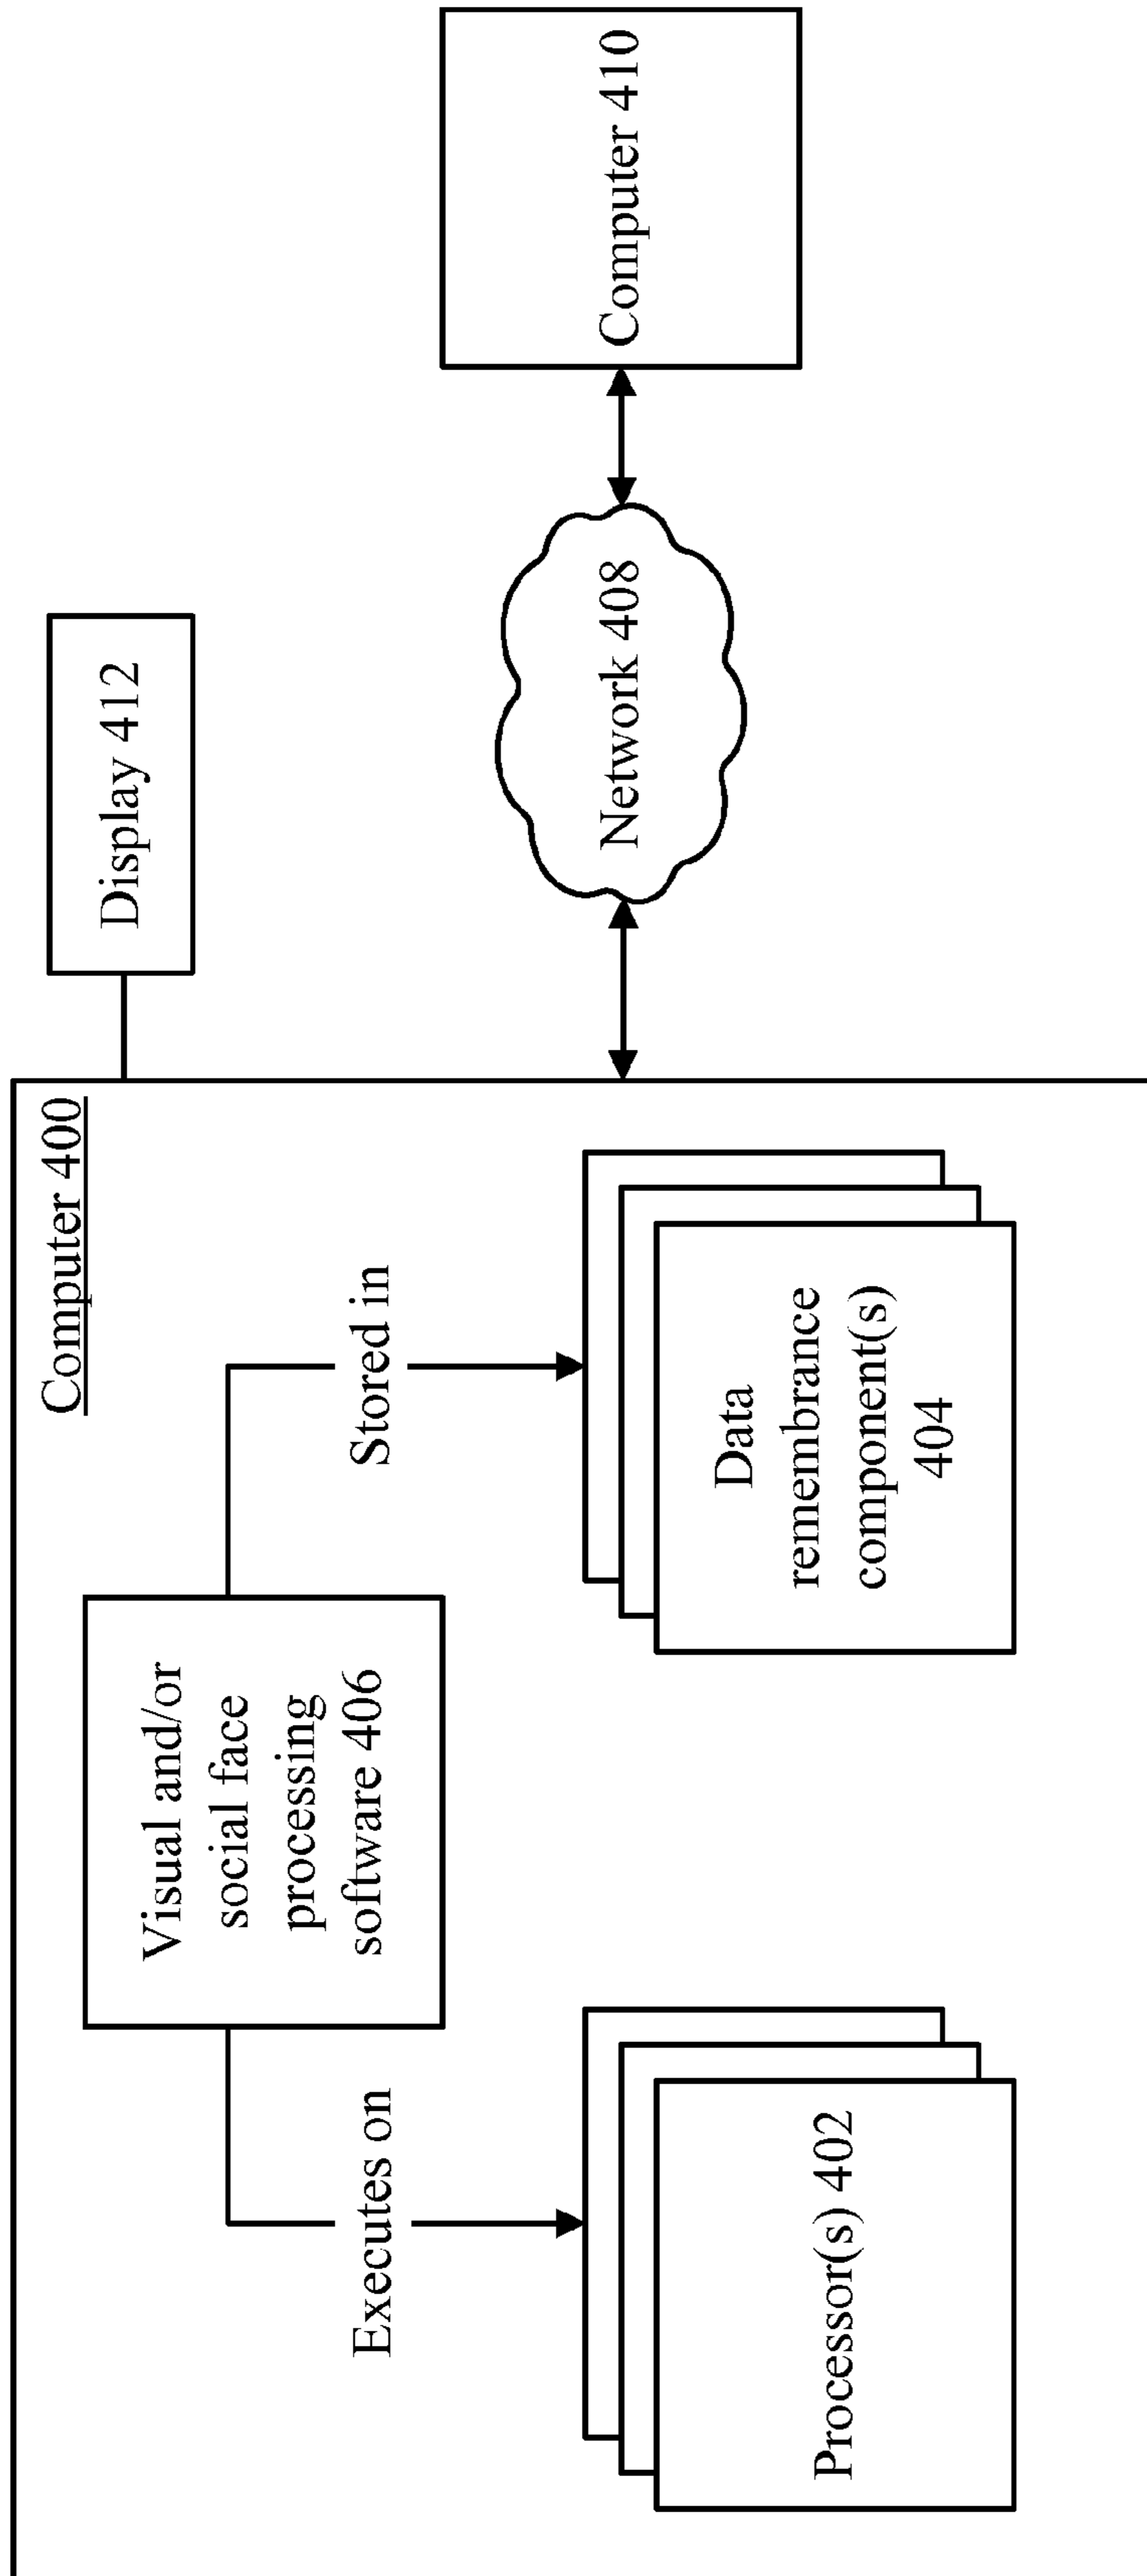 Computer 400
Visual and/or
social face
processing
software 406
Executes on
Stored in
Processor(s) 402
Data
remembrance
component(s)
404
Display 412
Network 408
Computer 410